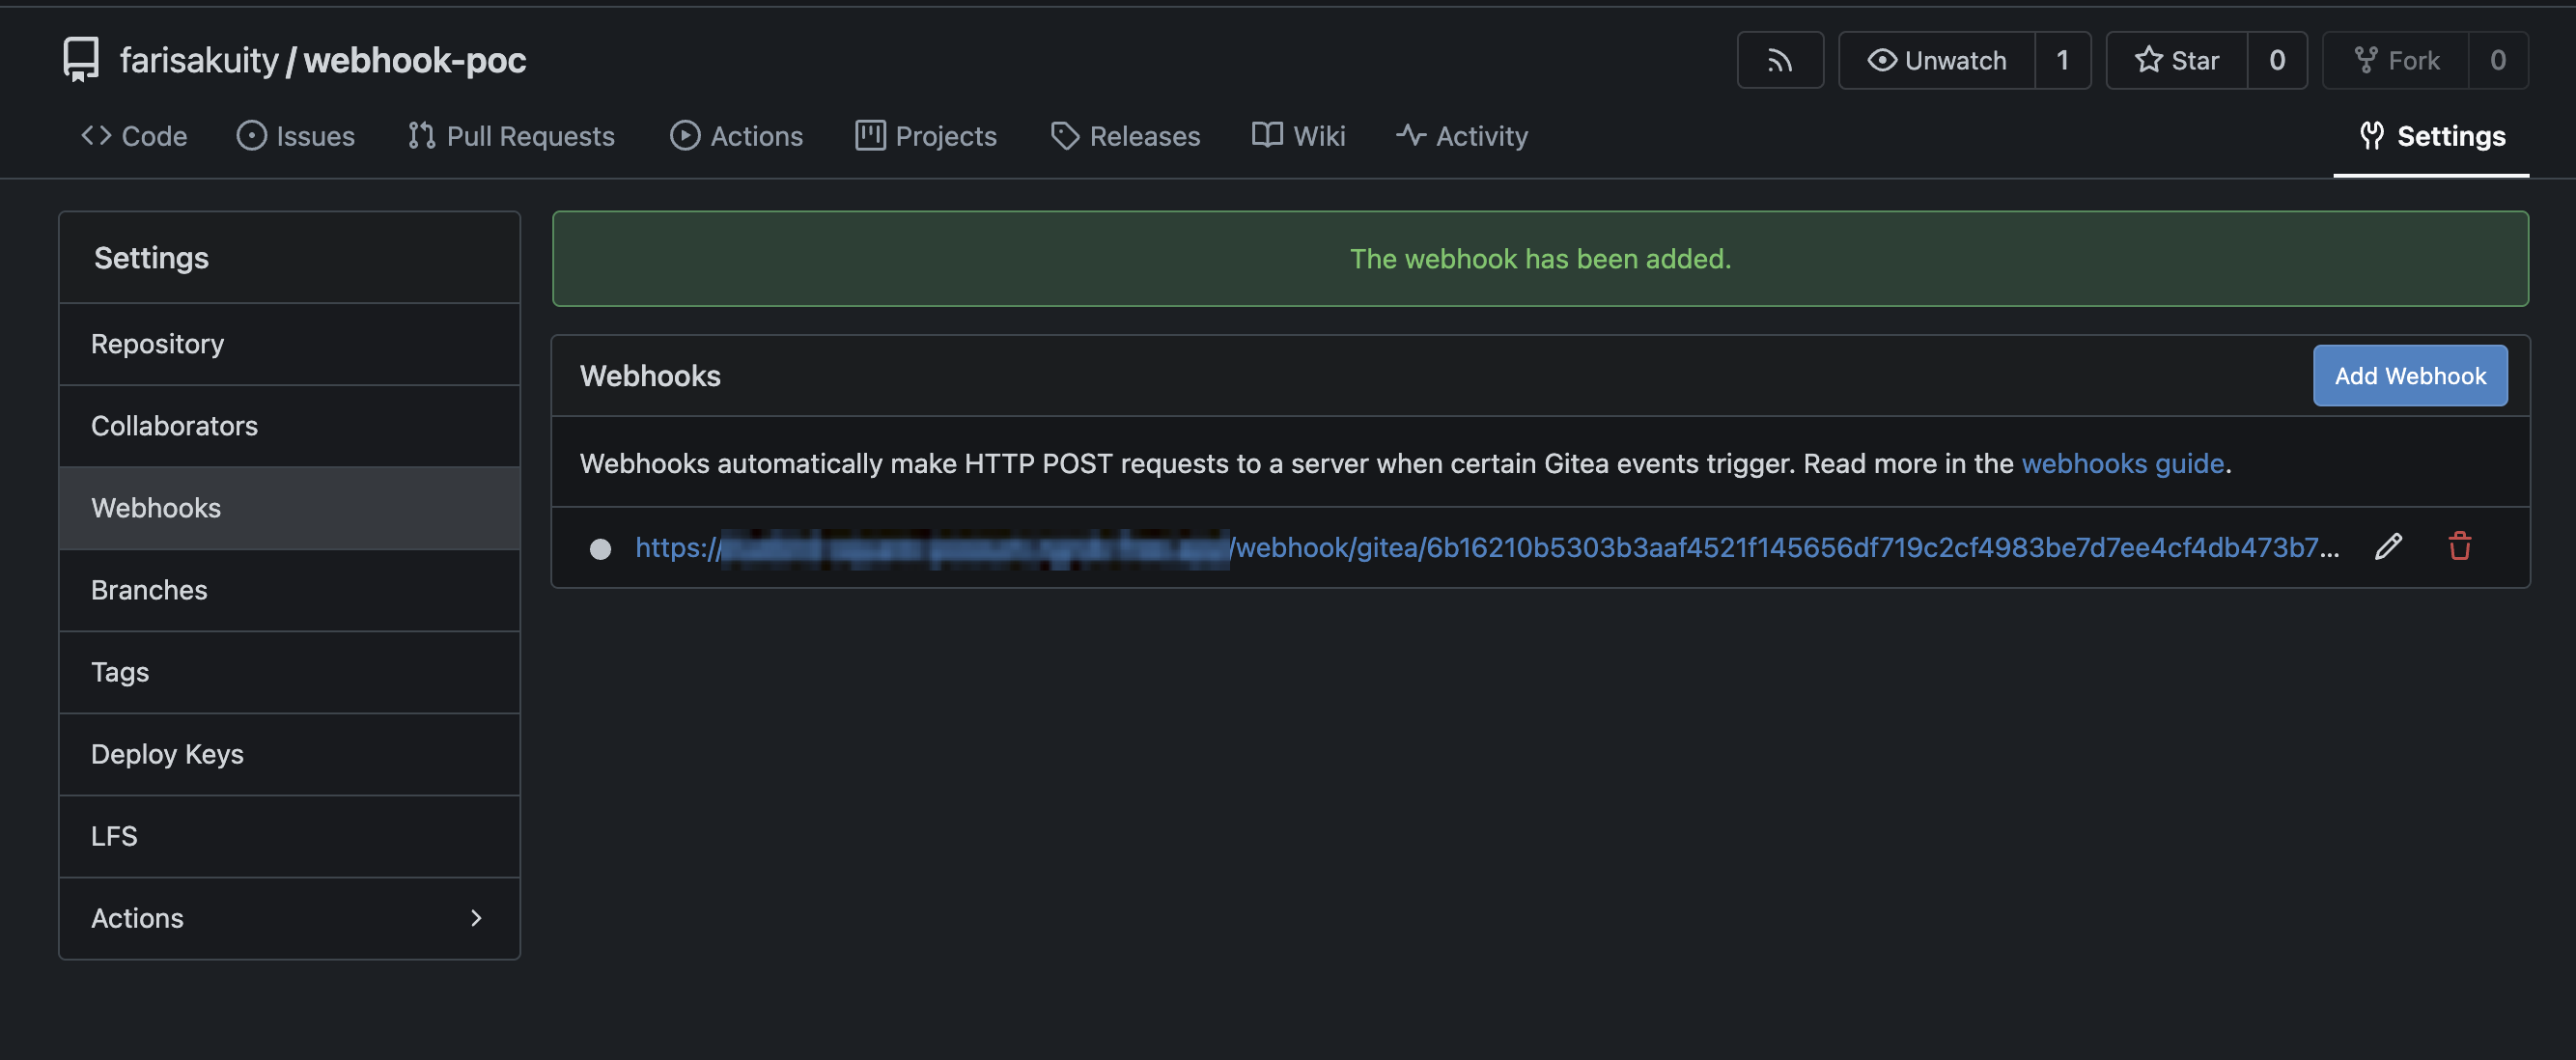 farisakuity / webhook-poc
Unwatch 1 Star 0 Fork 0
Code Issues Pull Requests Actions Projects Releases Wiki Activity Settings
Settings
Repository
Collaborators
Webhooks
Branches
Tags
Deploy Keys
LFS
Actions
The webhook has been added.
Webhooks
Add Webhook
Webhooks automatically make HTTP POST requests to a server when certain Gitea events trigger. Read more in the webhooks guide.
https:// /webhook/gitea/6b16210b5303b3aaf4521f145656df719c2cf4983be7d7ee4cf4db473b7...